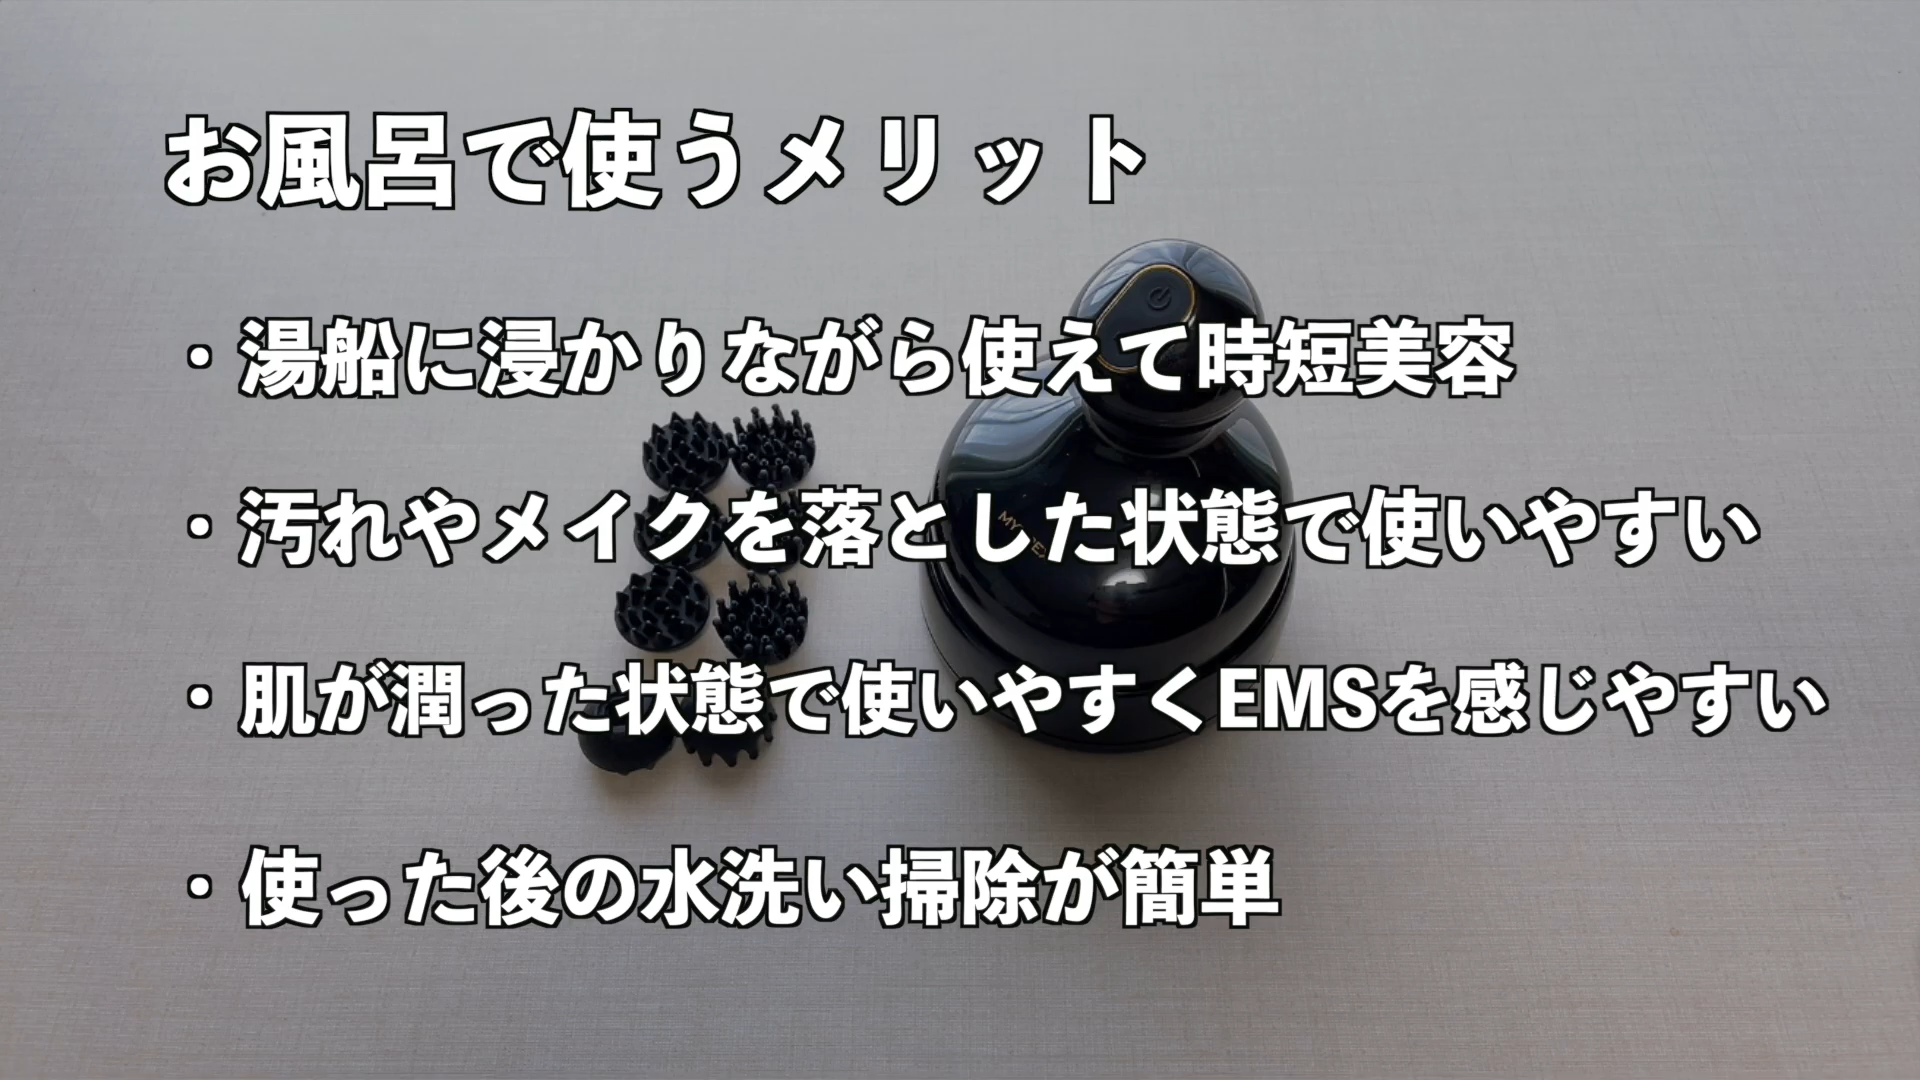 お風呂で使うメリット
・湯船に浸かりながら使えて時短美容
・汚れやメイクを落とした状態で使いやすい
・肌が潤った状態で使いやすくEMSを感じやすい
・使った後の水洗い掃除が簡単